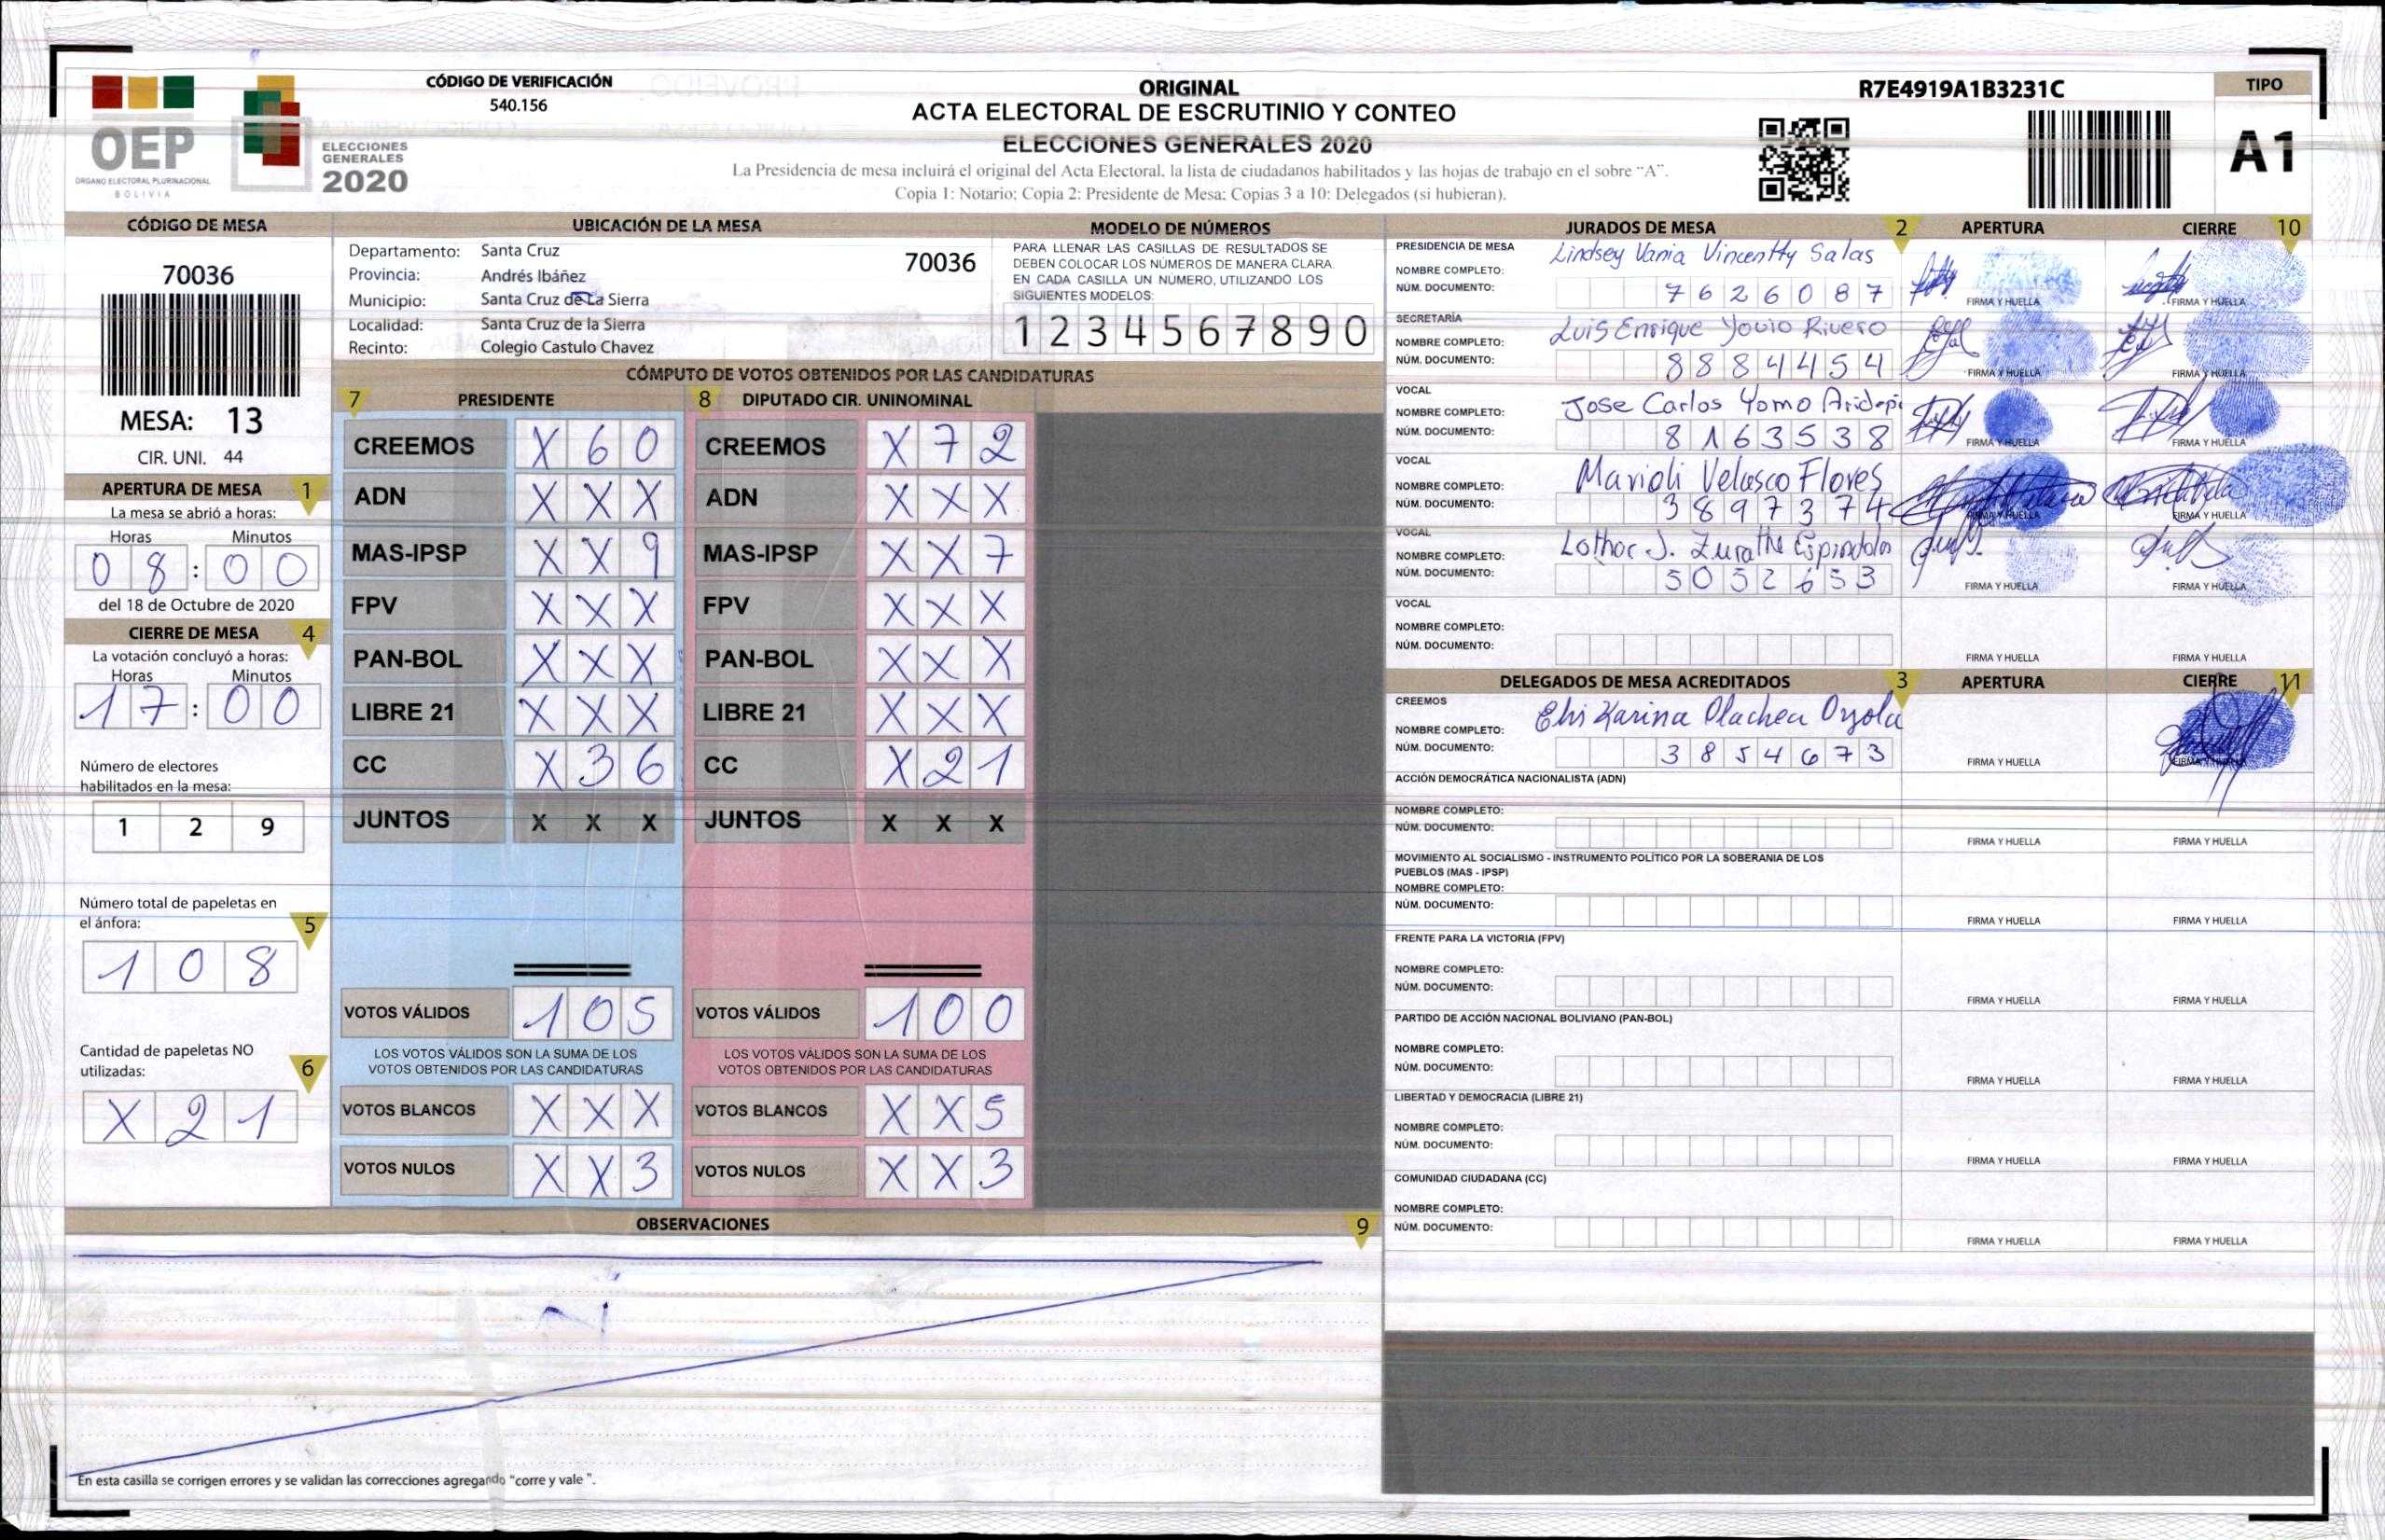 CÓDIGO DE VERIFICACIÓN
540.156
OEP
ÓRGANO ELECTORAL PLURINACIONAL
BOLIVIA
ELECCIONES
GENERALES
2020
ORIGINAL
ACTA ELECTORAL DE ESCRUTINIO Y CONTEO
ELECCIONES GENERALES 2020
La Presidencia de mesa incluirá el original del Acta Electoral, la lista de ciudadanos habilitados y las hojas de trabajo en el sobre "A".
Copia 1: Notario; Copia 2: Presidente de Mesa; Copias 3 a 10: Delegados (si hubieran).
R7E4919A1B3231C
TIPO
A1
CÓDIGO DE MESA
70036
MESA: 13
CIR. UNI. 44
APERTURA DE MESA 1
La mesa se abrió a horas:
Horas Minutos
08:00
del 18 de Octubre de 2020
CIERRE DE MESA 4
La votación concluyó a horas:
Horas Minutos
17:00
Número de electores
habilitados en la mesa:
1 2 9
Número total de papeletas en
el ánfora: 5
1 0 8
Cantidad de papeletas NO
utilizadas: 6
X 2 1
UBICACIÓN DE LA MESA
Departamento: Santa Cruz
70036
Provincia: Andrés Ibáñez
Municipio: Santa Cruz de La Sierra
Localidad: Santa Cruz de la Sierra
Recinto: Colegio Castulo Chavez
MODELO DE NÚMEROS
PARA LLENAR LAS CASILLAS DE RESULTADOS SE
DEBEN COLOCAR LOS NÚMEROS DE MANERA CLARA
EN CADA CASILLA UN NÚMERO, UTILIZANDO LOS
SIGUIENTES MODELOS:
1 2 3 4 5 6 7 8 9 0
CÓMPUTO DE VOTOS OBTENIDOS POR LAS CANDIDATURAS
7 PRESIDENTE 8 DIPUTADO CIR. UNINOMINAL
CREEMOS X 6 0 CREEMOS X 7 2
ADN X X X ADN X X X
MAS-IPSP X X 9 MAS-IPSP X X 7
FPV X X X FPV X X X
PAN-BOL X X X PAN-BOL X X X
LIBRE 21 X X X LIBRE 21 X X X
CC X 3 6 CC X 2 1
JUNTOS X X X JUNTOS X X X
VOTOS VÁLIDOS 1 0 5 VOTOS VÁLIDOS 1 0 0
LOS VOTOS VÁLIDOS SON LA SUMA DE LOS LOS VOTOS VÁLIDOS SON LA SUMA DE LOS
VOTOS OBTENIDOS POR LAS CANDIDATURAS VOTOS OBTENIDOS POR LAS CANDIDATURAS
VOTOS BLANCOS X X X VOTOS BLANCOS X X 5
VOTOS NULOS X X 3 VOTOS NULOS X X 3
OBSERVACIONES 9
En esta casilla se corrigen errores y se validan las correcciones agregando "corre y vale".
JURADOS DE MESA 2 APERTURA CIERRE 10
PRESIDENCIA DE MESA
NOMBRE COMPLETO: Lindsey Vania Vincentty Salas
NÚM. DOCUMENTO: 7626087
FIRMA Y HUELLA FIRMA Y HUELLA
SECRETARÍA
NOMBRE COMPLETO: Luis Enrique Yovio Rivero
NÚM. DOCUMENTO: 8884454
FIRMA Y HUELLA FIRMA Y HUELLA
VOCAL
NOMBRE COMPLETO: Jose Carlos Yomo
NÚM. DOCUMENTO: 8163538
FIRMA Y HUELLA FIRMA Y HUELLA
VOCAL
NOMBRE COMPLETO: Marioli Velasco Flores
NÚM. DOCUMENTO: 3897374
FIRMA Y HUELLA FIRMA Y HUELLA
VOCAL
NOMBRE COMPLETO: J. Espindola
NÚM. DOCUMENTO:
FIRMA Y HUELLA FIRMA Y HUELLA
VOCAL
NOMBRE COMPLETO:
NÚM. DOCUMENTO:
FIRMA Y HUELLA FIRMA Y HUELLA
DELEGADOS DE MESA ACREDITADOS 3 APERTURA CIERRE 11
CREEMOS
NOMBRE COMPLETO: Karina
NÚM. DOCUMENTO: 3854673
FIRMA Y HUELLA FIRMA Y HUELLA
ACCIÓN DEMOCRÁTICA NACIONALISTA (ADN)
NOMBRE COMPLETO:
NÚM. DOCUMENTO:
FIRMA Y HUELLA FIRMA Y HUELLA
MOVIMIENTO AL SOCIALISMO - INSTRUMENTO POLÍTICO POR LA SOBERANIA DE LOS
PUEBLOS (MAS - IPSP)
NOMBRE COMPLETO:
NÚM. DOCUMENTO:
FIRMA Y HUELLA FIRMA Y HUELLA
FRENTE PARA LA VICTORIA (FPV)
NOMBRE COMPLETO:
NÚM. DOCUMENTO:
FIRMA Y HUELLA FIRMA Y HUELLA
PARTIDO DE ACCIÓN NACIONAL BOLIVIANO (PAN-BOL)
NOMBRE COMPLETO:
NÚM. DOCUMENTO:
FIRMA Y HUELLA FIRMA Y HUELLA
LIBERTAD Y DEMOCRACIA (LIBRE 21)
NOMBRE COMPLETO:
NÚM. DOCUMENTO:
FIRMA Y HUELLA FIRMA Y HUELLA
COMUNIDAD CIUDADANA (CC)
NOMBRE COMPLETO:
NÚM. DOCUMENTO:
FIRMA Y HUELLA FIRMA Y HUELLA